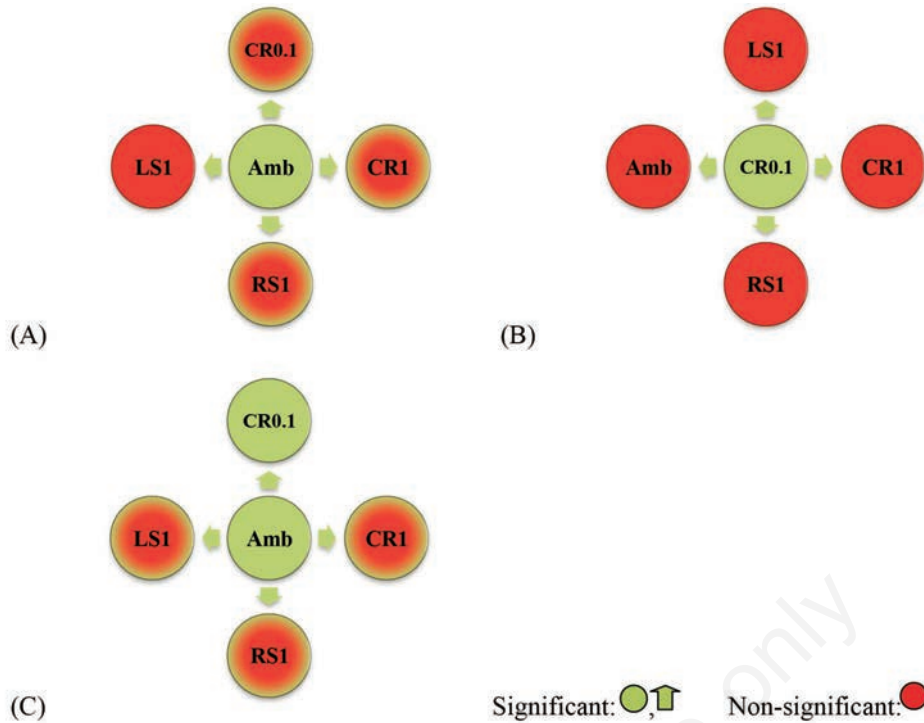 CR0.1
LS1 Amb CR1
RS1
(A)
LS1
Amb CR0.1 CR1
RS1
(B)
CR0.1
LS1 Amb CR1
RS1
(C)
Significant: , Non-significant:
only